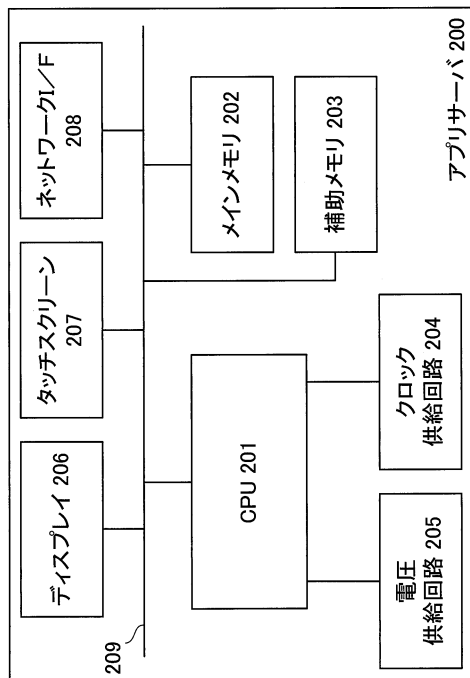 ディスプレイ 206
タッチスクリーン
207
ネットワークI/F
208
209
CPU 201
メインメモリ 202
補助メモリ 203
電圧
供給回路 205
クロック
供給回路 204
アプリサーバ 200